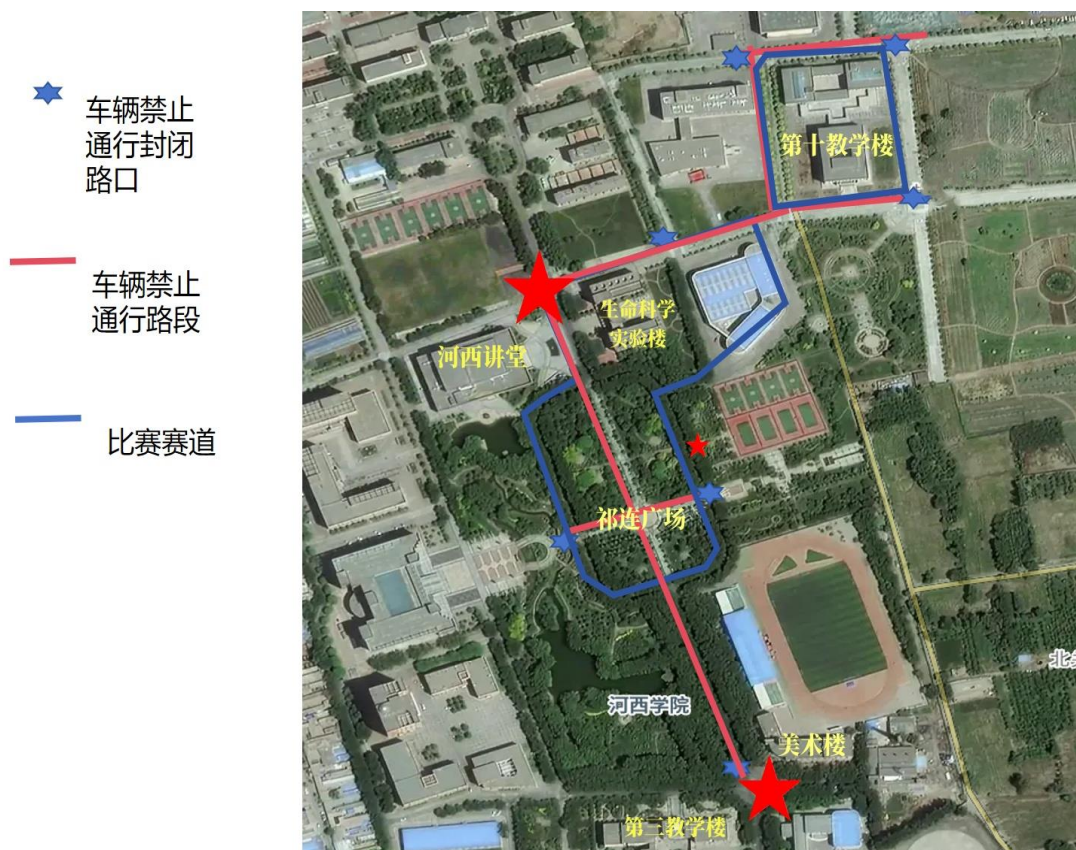 车辆禁止
通行封闭
路口
车辆禁止
通行路段
比赛赛道
第十教学楼
生命科学
实验楼
河西讲堂
祁连广场
河西学院
美术楼
第三教学楼